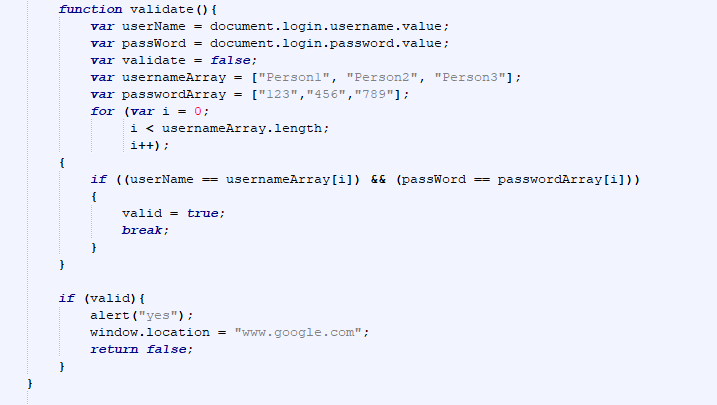 function validate(){
var userName = document.login.username.value;
var passWord = document.login.password.value;
var validate = false;
var usernameArray = ["Person1", "Person2", "Person3"];
var passwordArray = ["123","456","789"];
for (var i = 0;
i < usernameArray.length;
i++);
{
if ((userName == usernameArray[i]) && (passWord == passwordArray[i]))
{
valid = true;
break;
}
}
if (valid){
alert("yes");
window.location = "www.google.com";
return false;
}
}